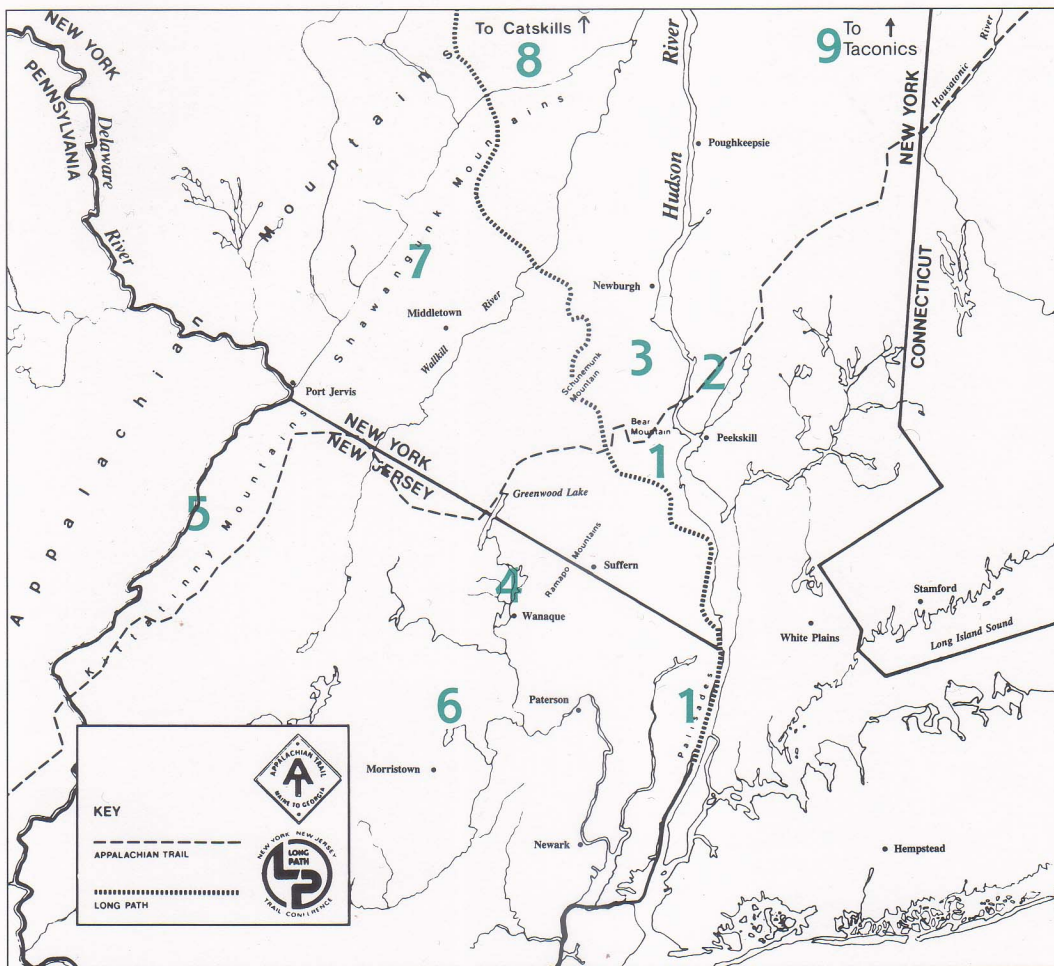 NEW YORK
PENNSYLVANIA
Delaware
River
Appalachian
Mountains
To Catskills ↑
8
River
Hudson
9 To ↑
Taconics
River
Housatonic
NEW YORK
CONNECTICUT
Poughkeepsie
Shawangunk Mountains
7
Middletown
Wallkill
River
Newburgh
3
2
Schunemunk
Mountain
Port Jervis
NEW YORK
NEW JERSEY
Bear
Mountain
Peekskill
1
Greenwood Lake
5
Kittatinny Mountains
4
Ramapo Mountains
Suffern
Wanaque
Stamford
White Plains
Long Island Sound
6
Paterson
1
Palisades
Morristown
Newark
Hempstead
KEY
APPALACHIAN TRAIL
LONG PATH
APPALACHIAN TRAIL
AT
MAINE TO GEORGIA
NEW YORK NEW JERSEY
LONG
PATH
LP
TRAIL CONFERENCE